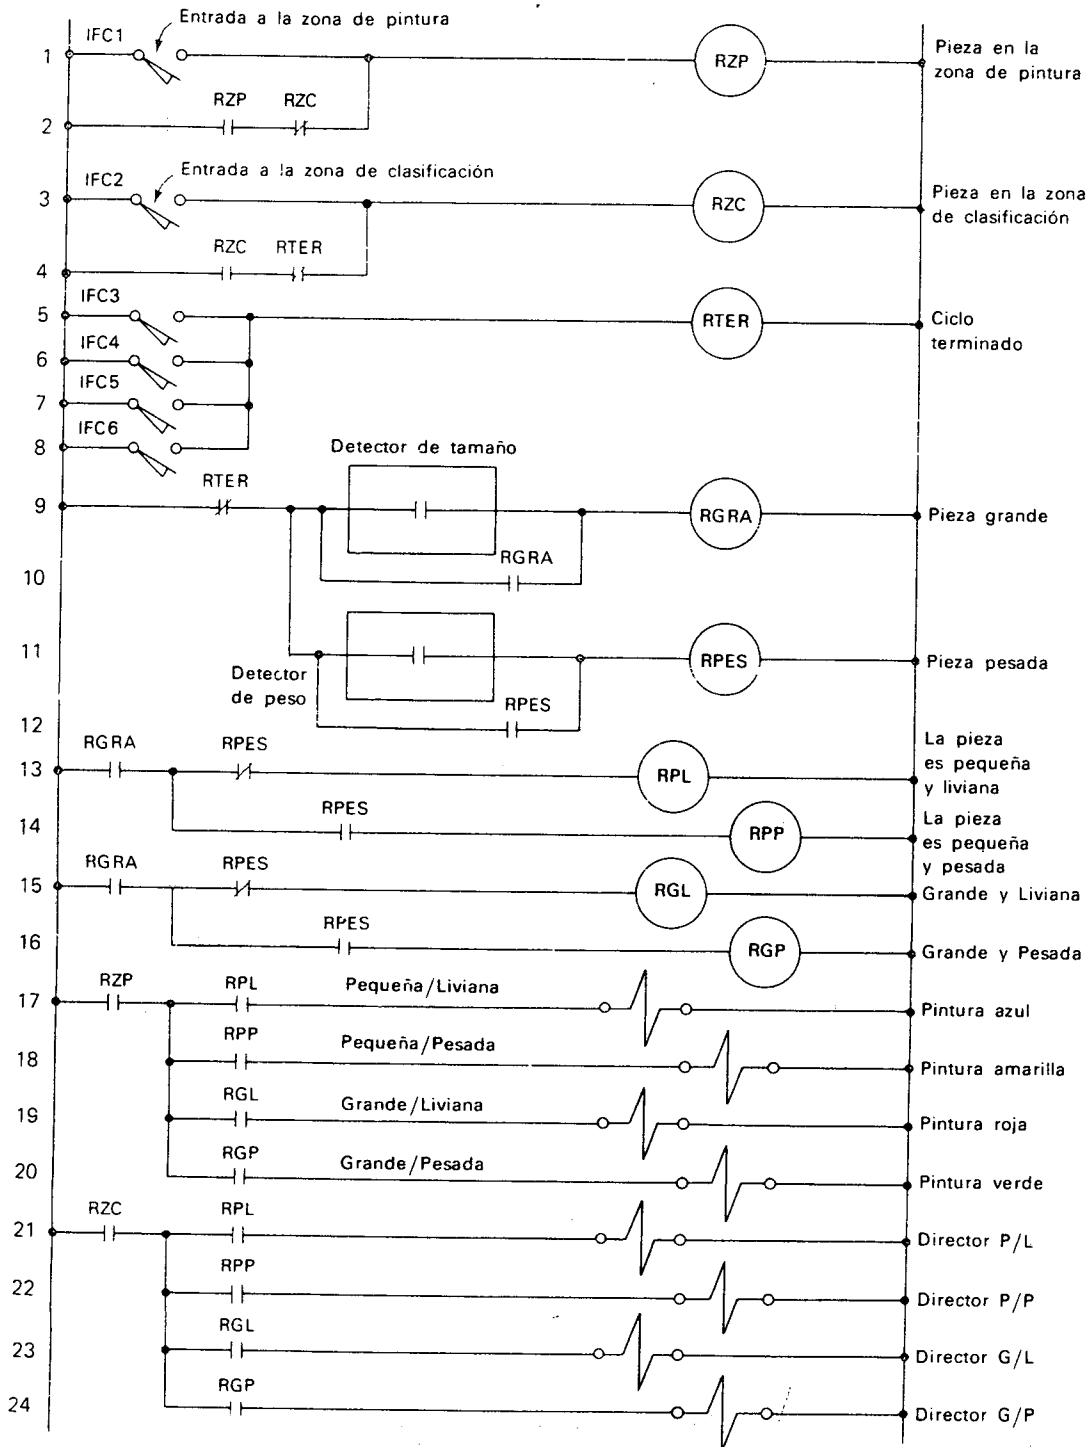 Entrada a la zona de pintura
IFC1
1
RZP
Pieza en la
zona de pintura
RZP
RZC
2
Entrada a la zona de clasificación
IFC2
3
RZC
Pieza en la zona
de clasificación
RZC
RTER
4
IFC3
5
RTER
Ciclo
terminado
IFC4
6
IFC5
7
IFC6
8
Detector de tamaño
RTER
9
RGRA
Pieza grande
RGRA
10
11
RPES
Pieza pesada
Detector
de peso
RPES
12
RGRA
RPES
13
RPL
La pieza
es pequeña
y liviana
RPES
14
RPP
La pieza
es pequeña
y pesada
RGRA
RPES
15
RGL
Grande y Liviana
RPES
16
RGP
Grande y Pesada
RZP
RPL
Pequeña/Liviana
17
Pintura azul
RPP
Pequeña/Pesada
18
Pintura amarilla
RGL
Grande/Liviana
19
Pintura roja
RGP
Grande/Pesada
20
Pintura verde
RZC
RPL
21
Director P/L
RPP
22
Director P/P
RGL
23
Director G/L
RGP
24
Director G/P